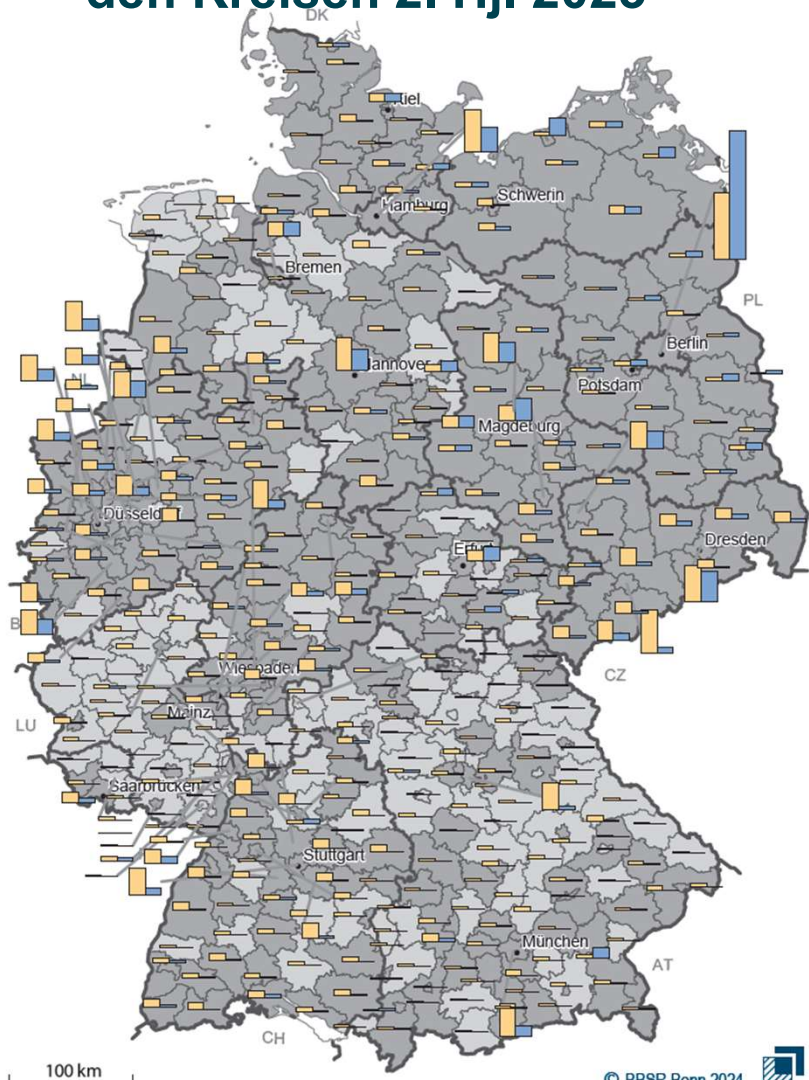 den Kreisen 2. Hj. 2023
DK
Kiel
Schwerin
Hamburg
Bremen
PL
Berlin
Hannover
Potsdam
NL
Magdeburg
Düsseldorf
Dresden
Erfurt
B
CZ
Wiesbaden
Mainz
LU
Saarbrücken
Stuttgart
München
AT
CH
100 km
© BBSR Bonn 2024